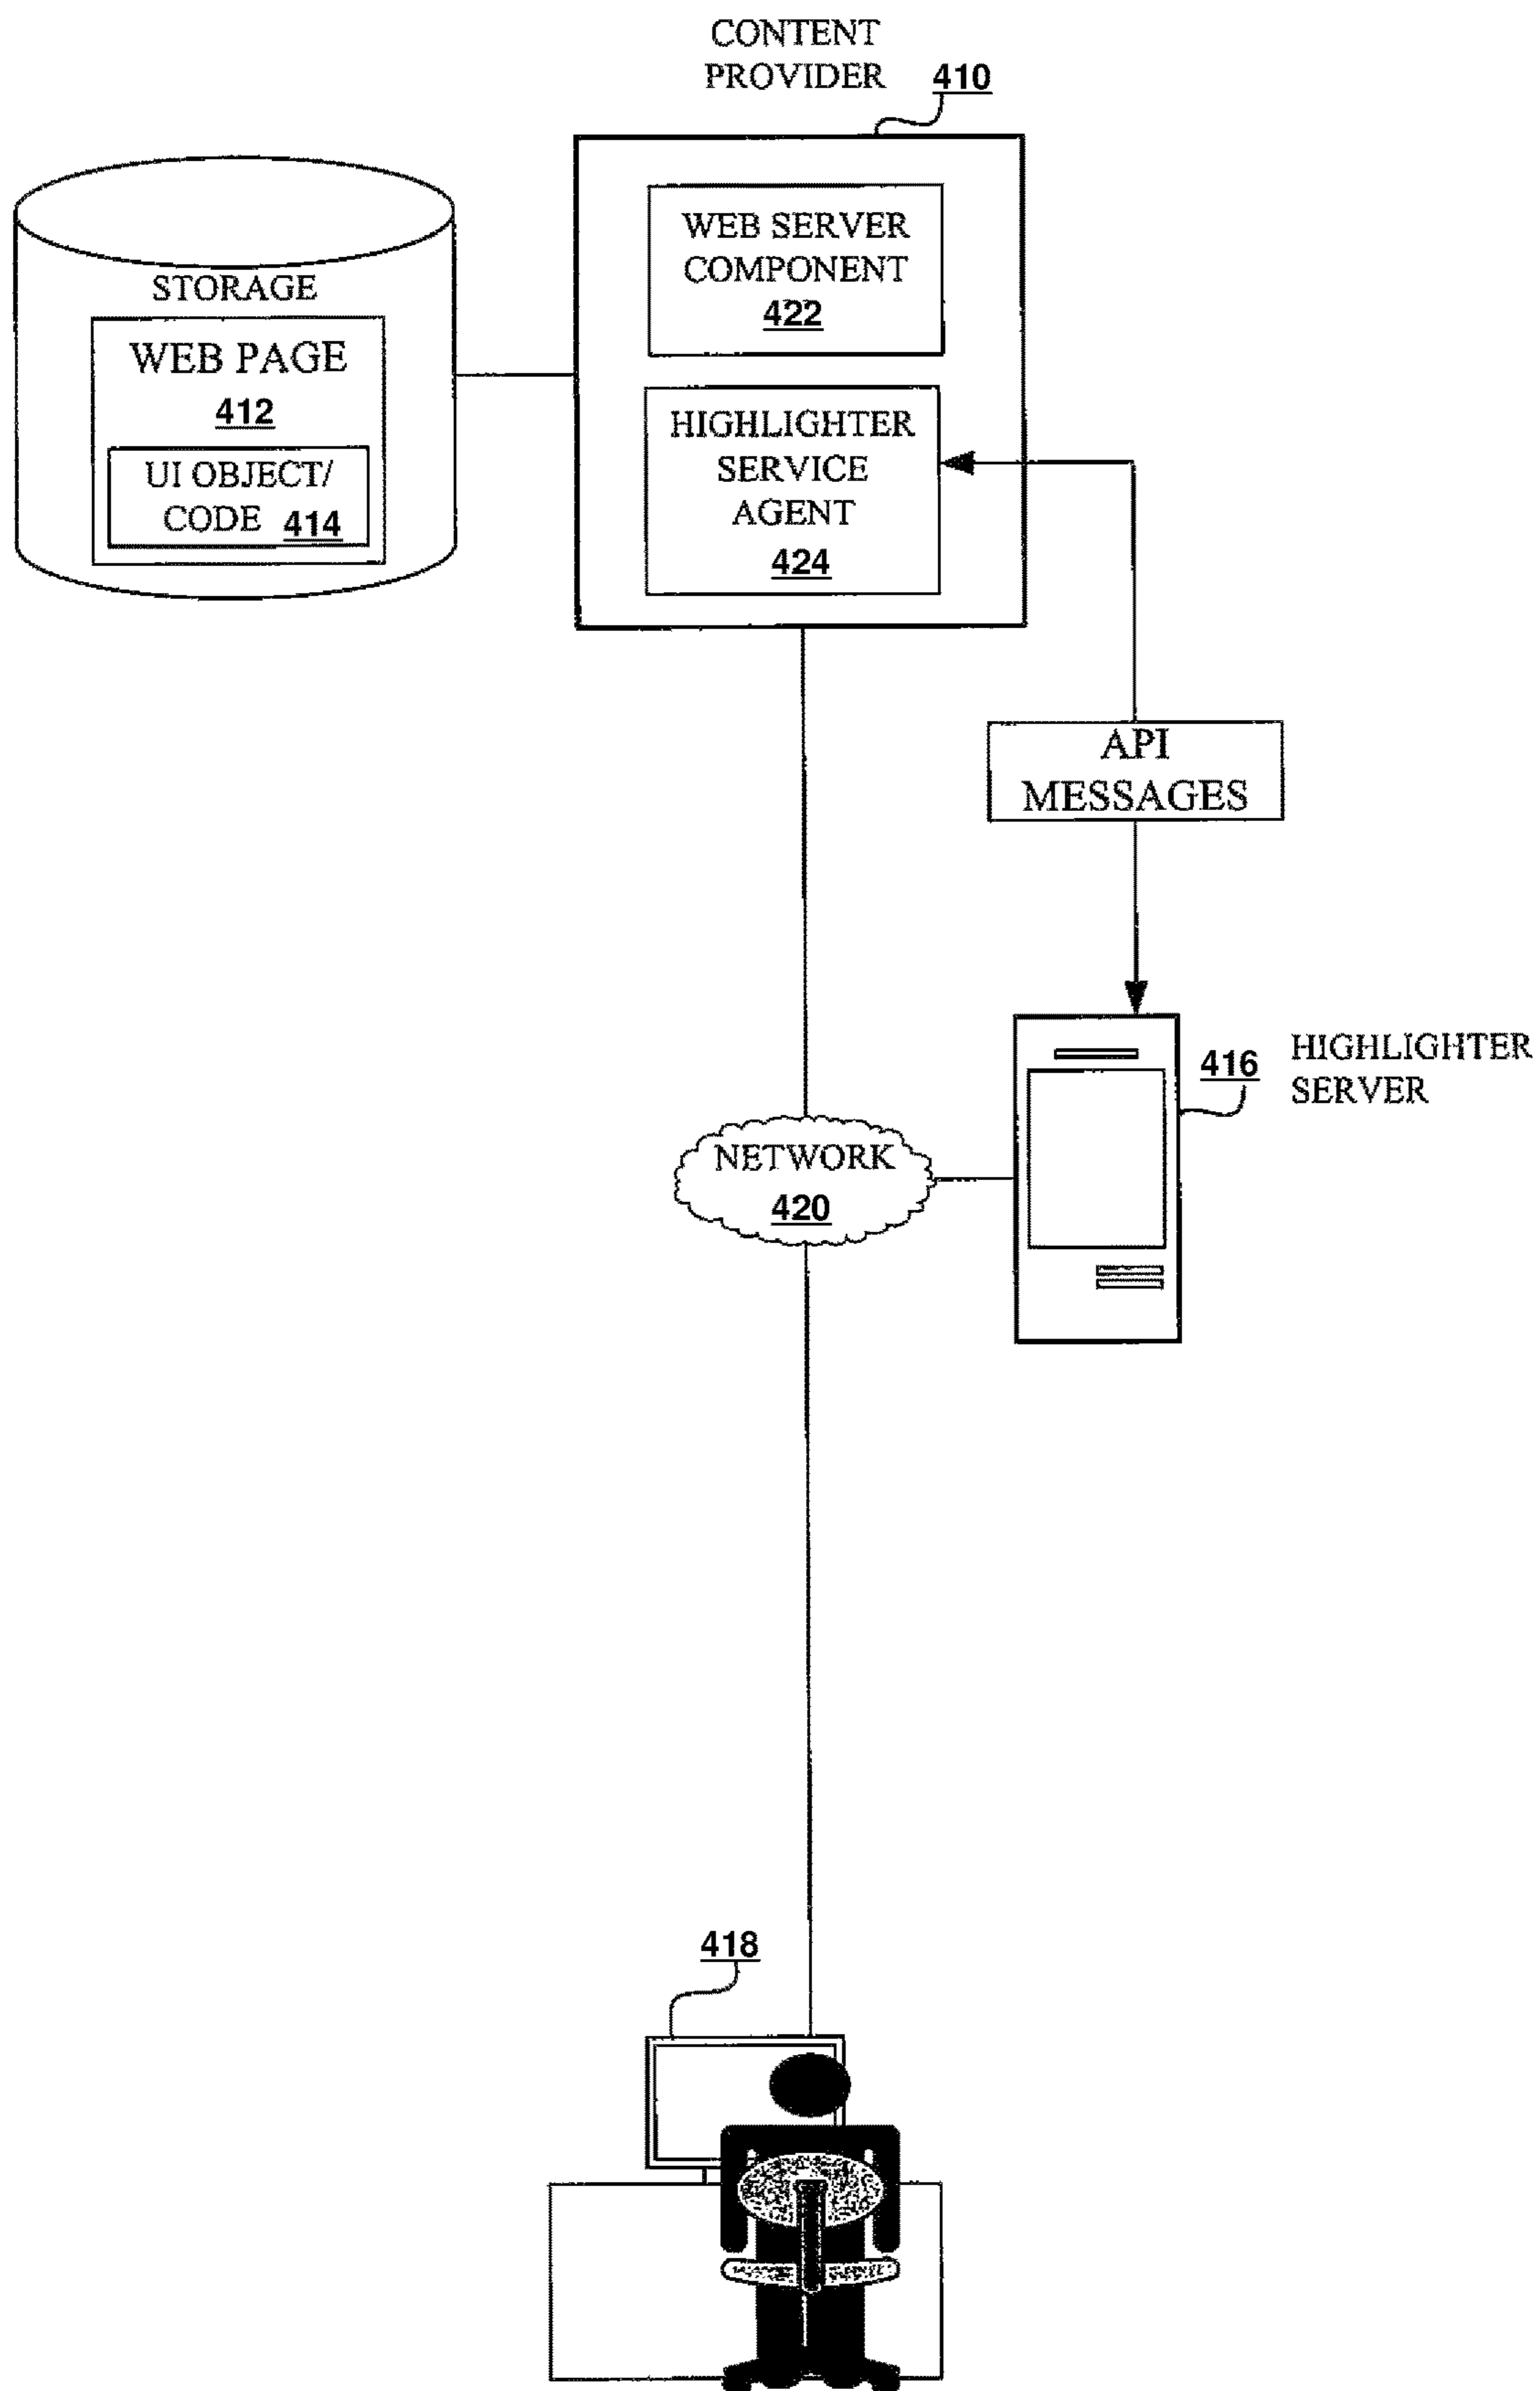 CONTENT
PROVIDER 410
STORAGE
WEB PAGE
412
UI OBJECT/
CODE 414
WEB SERVER
COMPONENT
422
HIGHLIGHTER
SERVICE
AGENT
424
API
MESSAGES
416 HIGHLIGHTER
SERVER
NETWORK
420
418